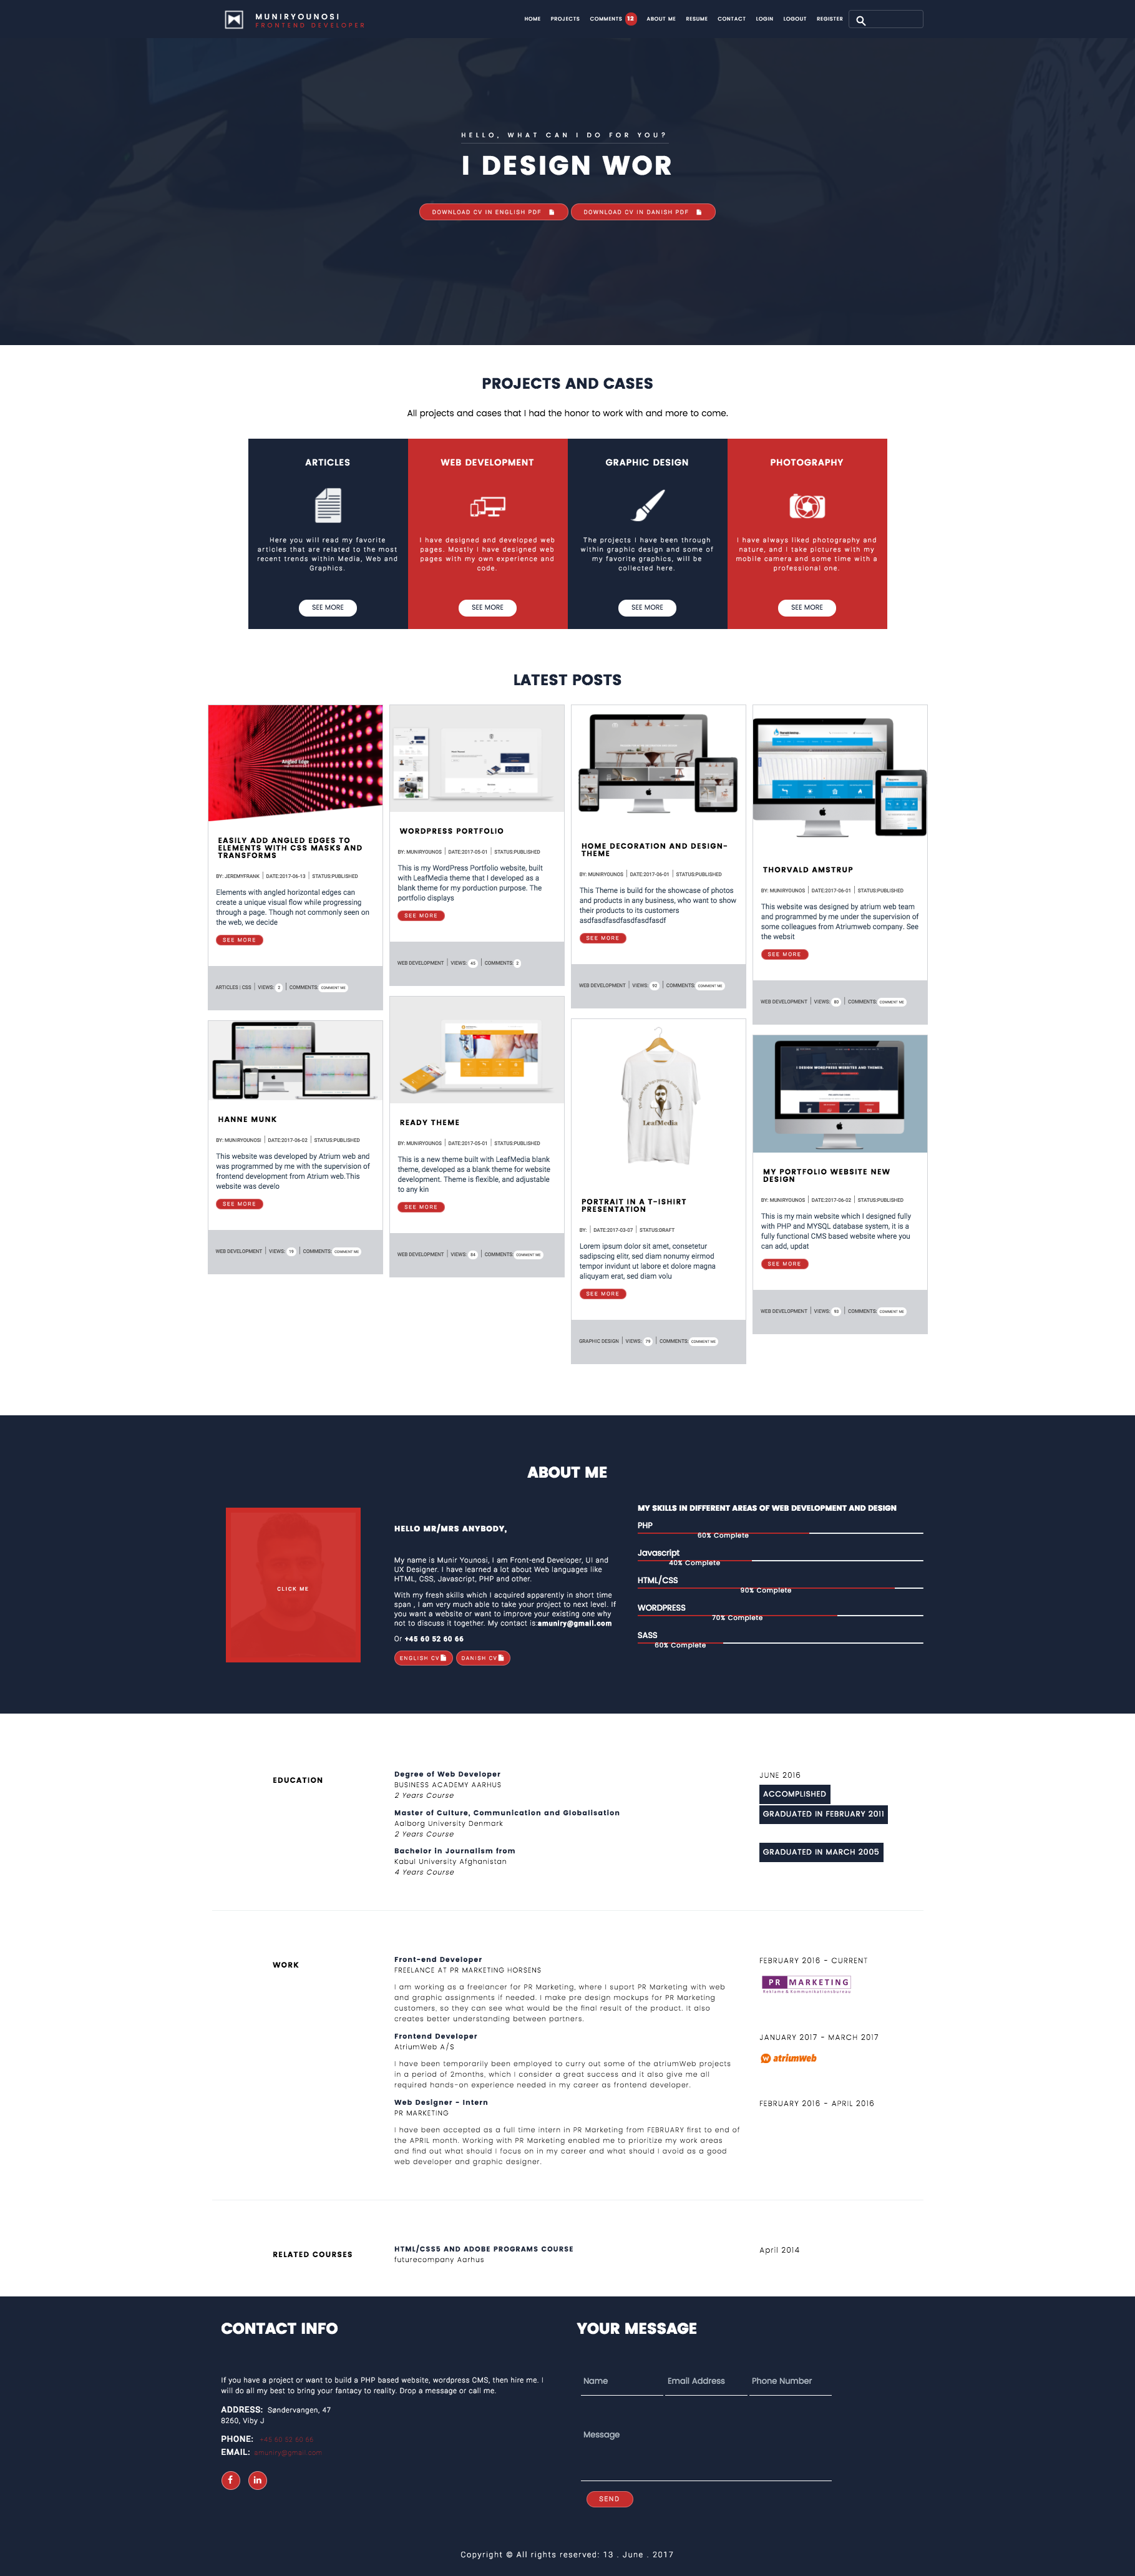 MUNIRYOUNOSI
FRONTEND DEVELOPER
HOME PROJECTS COMMENTS 12 ABOUT ME RESUME CONTACT LOGIN LOGOUT REGISTER
HELLO, WHAT CAN I DO FOR YOU?
I DESIGN WOR
DOWNLOAD CV IN ENGLISH PDF
DOWNLOAD CV IN DANISH PDF
PROJECTS AND CASES
All projects and cases that I had the honor to work with and more to come.
ARTICLES
Here you will read my favorite
articles that are related to the most
recent trends within Media, Web and
Graphics.
SEE MORE
WEB DEVELOPMENT
I have designed and developed web
pages. Mostly I have designed web
pages with my own experience and
code.
SEE MORE
GRAPHIC DESIGN
The projects I have been through
within graphic design and some of
my favorite graphics, will be
collected here.
SEE MORE
PHOTOGRAPHY
I have always liked photography and
nature, and I take pictures with my
mobile camera and some time with a
professional one.
SEE MORE
LATEST POSTS
Angled Edge
EASILY ADD ANGLED EDGES TO
ELEMENTS WITH CSS MASKS AND
TRANSFORMS
BY: JEREMYFRANK | DATE:2017-06-13 | STATUS:PUBLISHED
Elements with angled horizontal edges can
create a unique visual flow while progressing
through a page. Though not commonly seen on
the web, we decide
SEE MORE
ARTICLES | CSS | VIEWS: 2 | COMMENTS: COMMENT ME
HANNE MUNK
BY: MUNIRYOUNOSI | DATE:2017-06-02 | STATUS:PUBLISHED
This website was developed by Atrium web and
was programmed by me with the supervision of
frontend development from Atrium web.This
website was develo
SEE MORE
WEB DEVELOPMENT | VIEWS: 19 | COMMENTS: COMMENT ME
WORDPRESS PORTFOLIO
BY: MUNIRYOUNOS | DATE:2017-05-01 | STATUS:PUBLISHED
This is my WordPress Portfolio website, built
with LeafMedia theme that I developed as a
blank theme for my porduction purpose. The
portfolio displays
SEE MORE
WEB DEVELOPMENT | VIEWS: 45 | COMMENTS: 2
READY THEME
BY: MUNIRYOUNOS | DATE:2017-05-01 | STATUS:PUBLISHED
This is a new theme built with LeafMedia blank
theme, developed as a blank theme for website
development. Theme is flexible, and adjustable
to any kin
SEE MORE
WEB DEVELOPMENT | VIEWS: 84 | COMMENTS: COMMENT ME
HOME DECORATION AND DESIGN-
THEME
BY: MUNIRYOUNOS | DATE:2017-06-01 | STATUS:PUBLISHED
This Theme is build for the showcase of photos
and products in any business, who want to show
their products to its customers
asdfasdfasdfasdfasdfasdf
SEE MORE
WEB DEVELOPMENT | VIEWS: 92 | COMMENTS: COMMENT ME
LeafMedia
PORTRAIT IN A T-ISHIRT
PRESENTATION
BY: | DATE:2017-03-07 | STATUS:DRAFT
Lorem ipsum dolor sit amet, consetetur
sadipscing elitr, sed diam nonumy eirmod
tempor invidunt ut labore et dolore magna
aliquyam erat, sed diam volu
SEE MORE
GRAPHIC DESIGN | VIEWS: 79 | COMMENTS: COMMENT ME
THORVALD AMSTRUP
BY: MUNIRYOUNOS | DATE:2017-06-01 | STATUS:PUBLISHED
This website was designed by atrium web team
and programmed by me under the supervision of
some colleagues from Atriumweb company. See
the websit
SEE MORE
WEB DEVELOPMENT | VIEWS: 85 | COMMENTS: COMMENT ME
I DESIGN WORDPRESS WEBSITES AND THEMES.
MY PORTFOLIO WEBSITE NEW
DESIGN
BY: MUNIRYOUNOS | DATE:2017-06-02 | STATUS:PUBLISHED
This is my main website which I designed fully
with PHP and MYSQL database system, it is a
fully functional CMS based website where you
can add, updat
SEE MORE
WEB DEVELOPMENT | VIEWS: 93 | COMMENTS: COMMENT ME
ABOUT ME
CLICK ME
HELLO MR/MRS ANYBODY,
My name is Munir Younosi, I am Front-end Developer, UI and
UX Designer. I have learned a lot about Web languages like
HTML, CSS, Javascript, PHP and other.
With my fresh skills which I acquired apparently in short time
span , I am very much able to take your project to next level. If
you want a website or want to improve your existing one why
not to discuss it together. My contact is:amuniry@gmail.com
Or +45 60 52 60 66
ENGLISH CV
DANISH CV
MY SKILLS IN DIFFERENT AREAS OF WEB DEVELOPMENT AND DESIGN
PHP
60% Complete
Javascript
40% Complete
HTML/CSS
90% Complete
WORDPRESS
70% Complete
SASS
60% Complete
EDUCATION
Degree of Web Developer
BUSINESS ACADEMY AARHUS
2 Years Course
JUNE 2016
ACCOMPLISHED
Master of Culture, Communication and Globalisation
Aalborg University Denmark
2 Years Course
GRADUATED IN FEBRUARY 2011
Bachelor in Journalism from
Kabul University Afghanistan
4 Years Course
GRADUATED IN MARCH 2005
WORK
Front-end Developer
FREELANCE AT PR MARKETING HORSENS
I am working as a freelancer for PR Marketing, where I suport PR Marketing with web
and graphic assignments if needed. I make pre design mockups for PR Marketing
customers, so they can see what would be the final result of the product. It also
creates better understanding between partners.
FEBRUARY 2016 - CURRENT
PR MARKETING
Reklame & Kommunikationsbureau
Frontend Developer
AtriumWeb A/S
I have been temporarily been employed to curry out some of the atriumWeb projects
in a period of 2months, which I consider a great success and it also give me all
required hands-on experience needed in my career as frontend developer.
JANUARY 2017 - MARCH 2017
atriumWeb
Web Designer - Intern
PR MARKETING
I have been accepted as a full time intern in PR Marketing from FEBRUARY first to end of
the APRIL month. Working with PR Marketing enabled me to prioritize my work areas
and find out what should I focus on in my career and what should I avoid as a good
web developer and graphic designer.
FEBRUARY 2016 - APRIL 2016
RELATED COURSES
HTML/CSS5 AND ADOBE PROGRAMS COURSE
futurecompany Aarhus
April 2014
CONTACT INFO
If you have a project or want to build a PHP based website, wordpress CMS, then hire me. I
will do all my best to bring your fantacy to reality. Drop a message or call me.
ADDRESS: Søndervangen, 47
8260, Viby J
PHONE: +45 60 52 60 66
EMAIL: amuniry@gmail.com
YOUR MESSAGE
Name
Email Address
Phone Number
Message
SEND
Copyright © All rights reserved: 13 . June . 2017